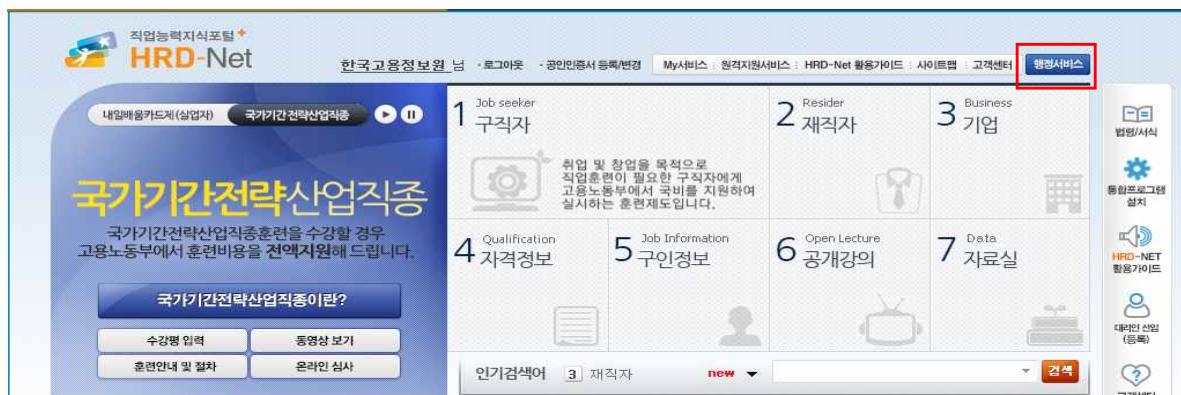 직업능력지식포털
HRD-Net
한국고용정보원 님 · 로그아웃 · 공인인증서 등록/변경 My서비스 원격지원서비스 HRD-Net 활용가이드 사이트맵 고객센터 행정서비스
내일배움카드제(실업자) 국가기간전략산업직종
국가기간전략산업직종
국가기간전략산업직종훈련을 수강할 경우
고용노동부에서 훈련비용을 전액지원해 드립니다.
국가기간전략산업직종이란?
수강평 입력 동영상 보기
훈련안내 및 절차 온라인 심사
1 Job seeker
구직자
취업 및 창업을 목적으로
직업훈련이 필요한 구직자에게
고용노동부에서 국비를 지원하여
실시하는 훈련제도입니다.
2 Resider
재직자
3 Business
기업
4 Qualification
자격정보
5 Job Information
구인정보
6 Open Lecture
공개강의
7 Data
자료실
인기검색어 3 재직자 new 검색
법령/서식
통합프로그램
설치
HRD-NET
활용가이드
대리인 선임
(등록)